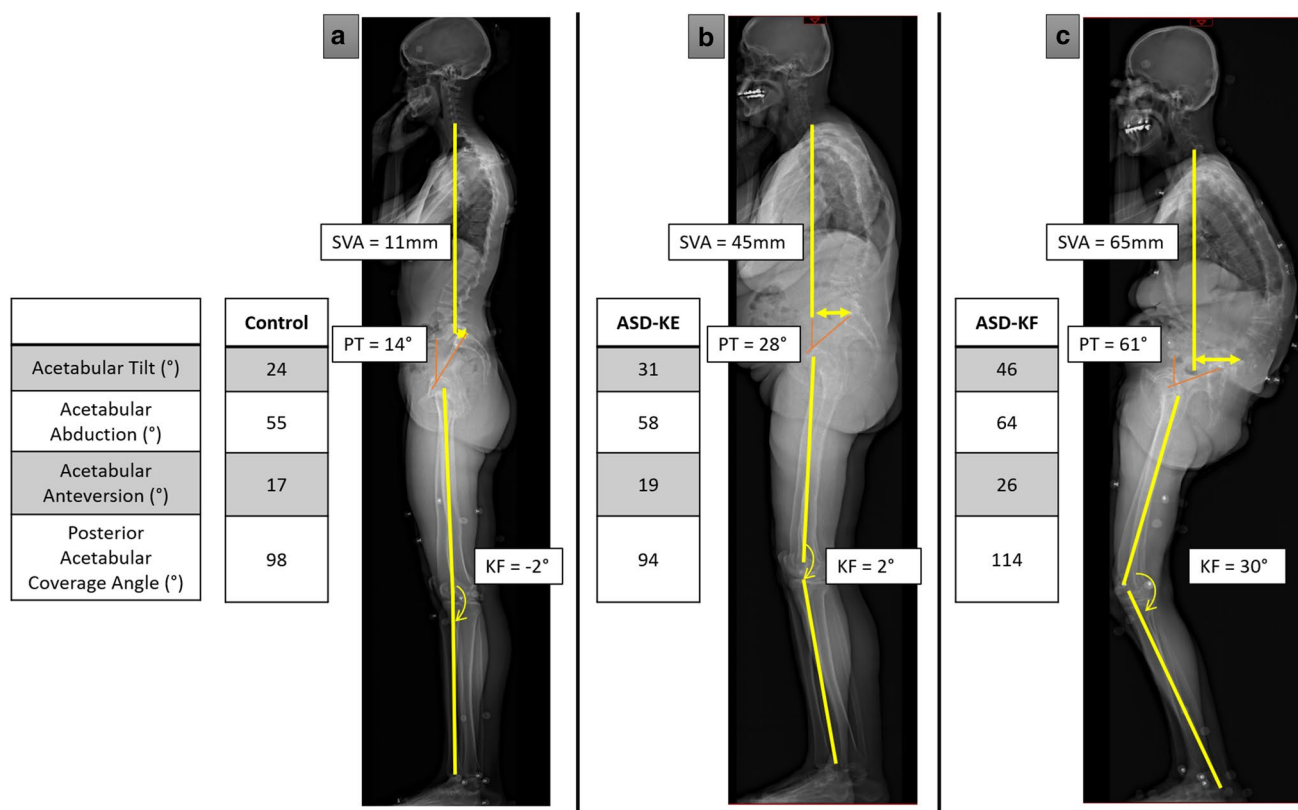 a
SVA = 11mm
PT = 14°
KF = -2°
b
SVA = 45mm
PT = 28°
KF = 2°
c
SVA = 65mm
PT = 61°
KF = 30°
Control
ASD-KE
ASD-KF
Acetabular Tilt (°)
24
31
46
Acetabular
Abduction (°)
55
58
64
Acetabular
Anteversion (°)
17
19
26
Posterior
Acetabular
Coverage Angle (°)
98
94
114